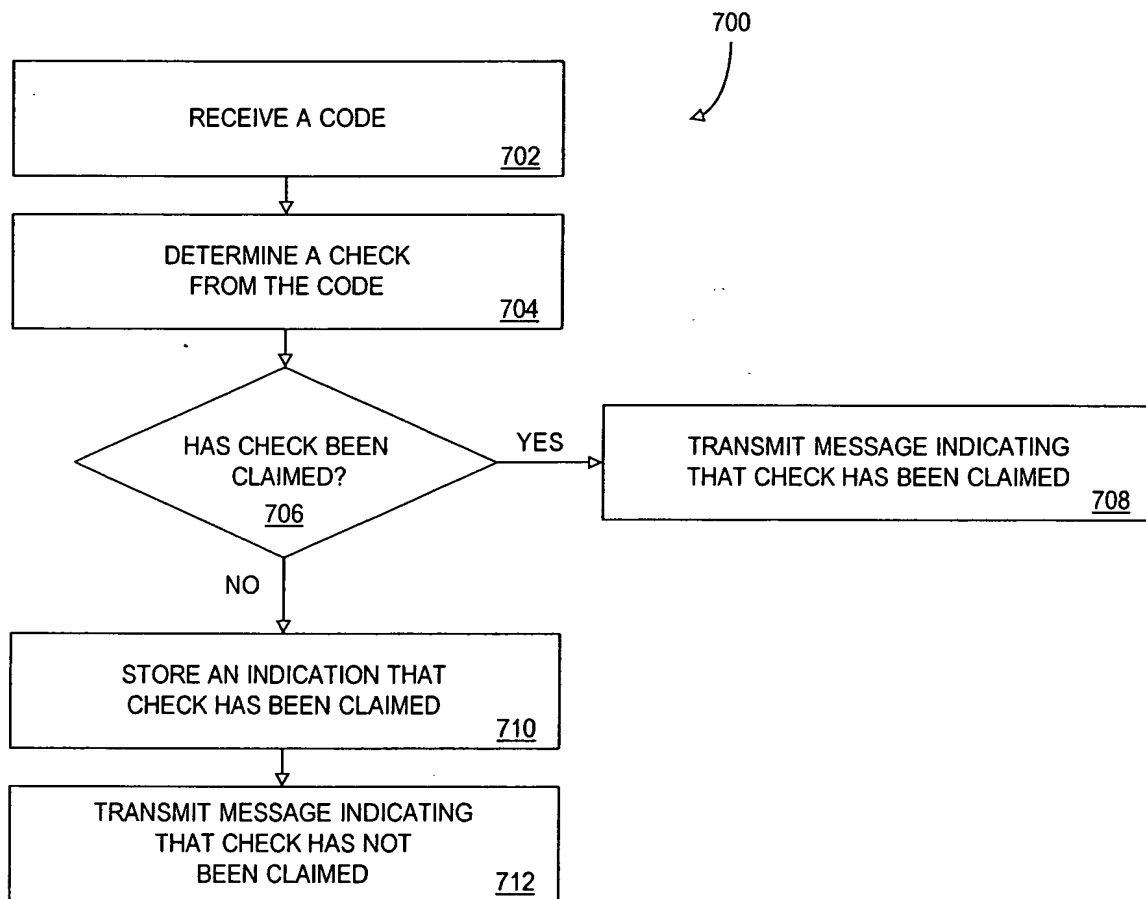 700
RECEIVE A CODE
702
DETERMINE A CHECK
FROM THE CODE
704
HAS CHECK BEEN
CLAIMED?
706
YES
TRANSMIT MESSAGE INDICATING
THAT CHECK HAS BEEN CLAIMED
708
NO
STORE AN INDICATION THAT
CHECK HAS BEEN CLAIMED
710
TRANSMIT MESSAGE INDICATING
THAT CHECK HAS NOT
BEEN CLAIMED
712